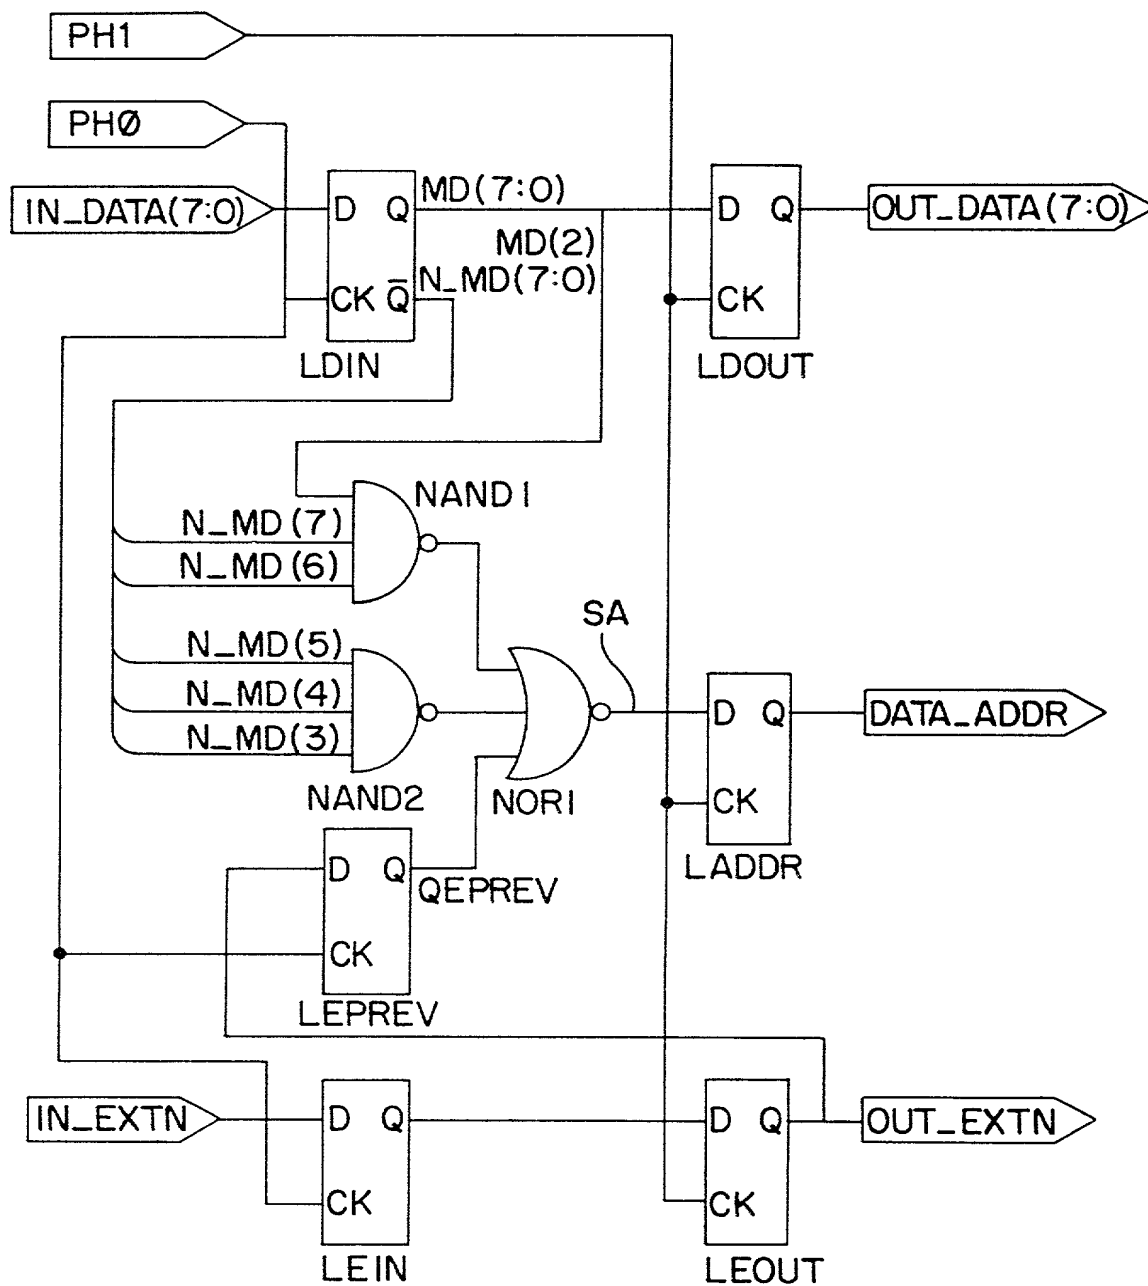 PH1
PHØ
IN_DATA(7:0)
D Q
MD(7:0)
D Q
OUT_DATA(7:0)
MD(2)
CK Q̅
N_MD(7:0)
CK
LDIN
LDOUT
NAND1
N_MD(7)
N_MD(6)
SA
N_MD(5)
N_MD(4)
N_MD(3)
D Q
DATA_ADDR
NAND2
NOR1
CK
LADDR
D Q
QEPREV
CK
LEPREV
IN_EXTN
D Q
D Q
OUT_EXTN
CK
CK
LEIN
LEOUT